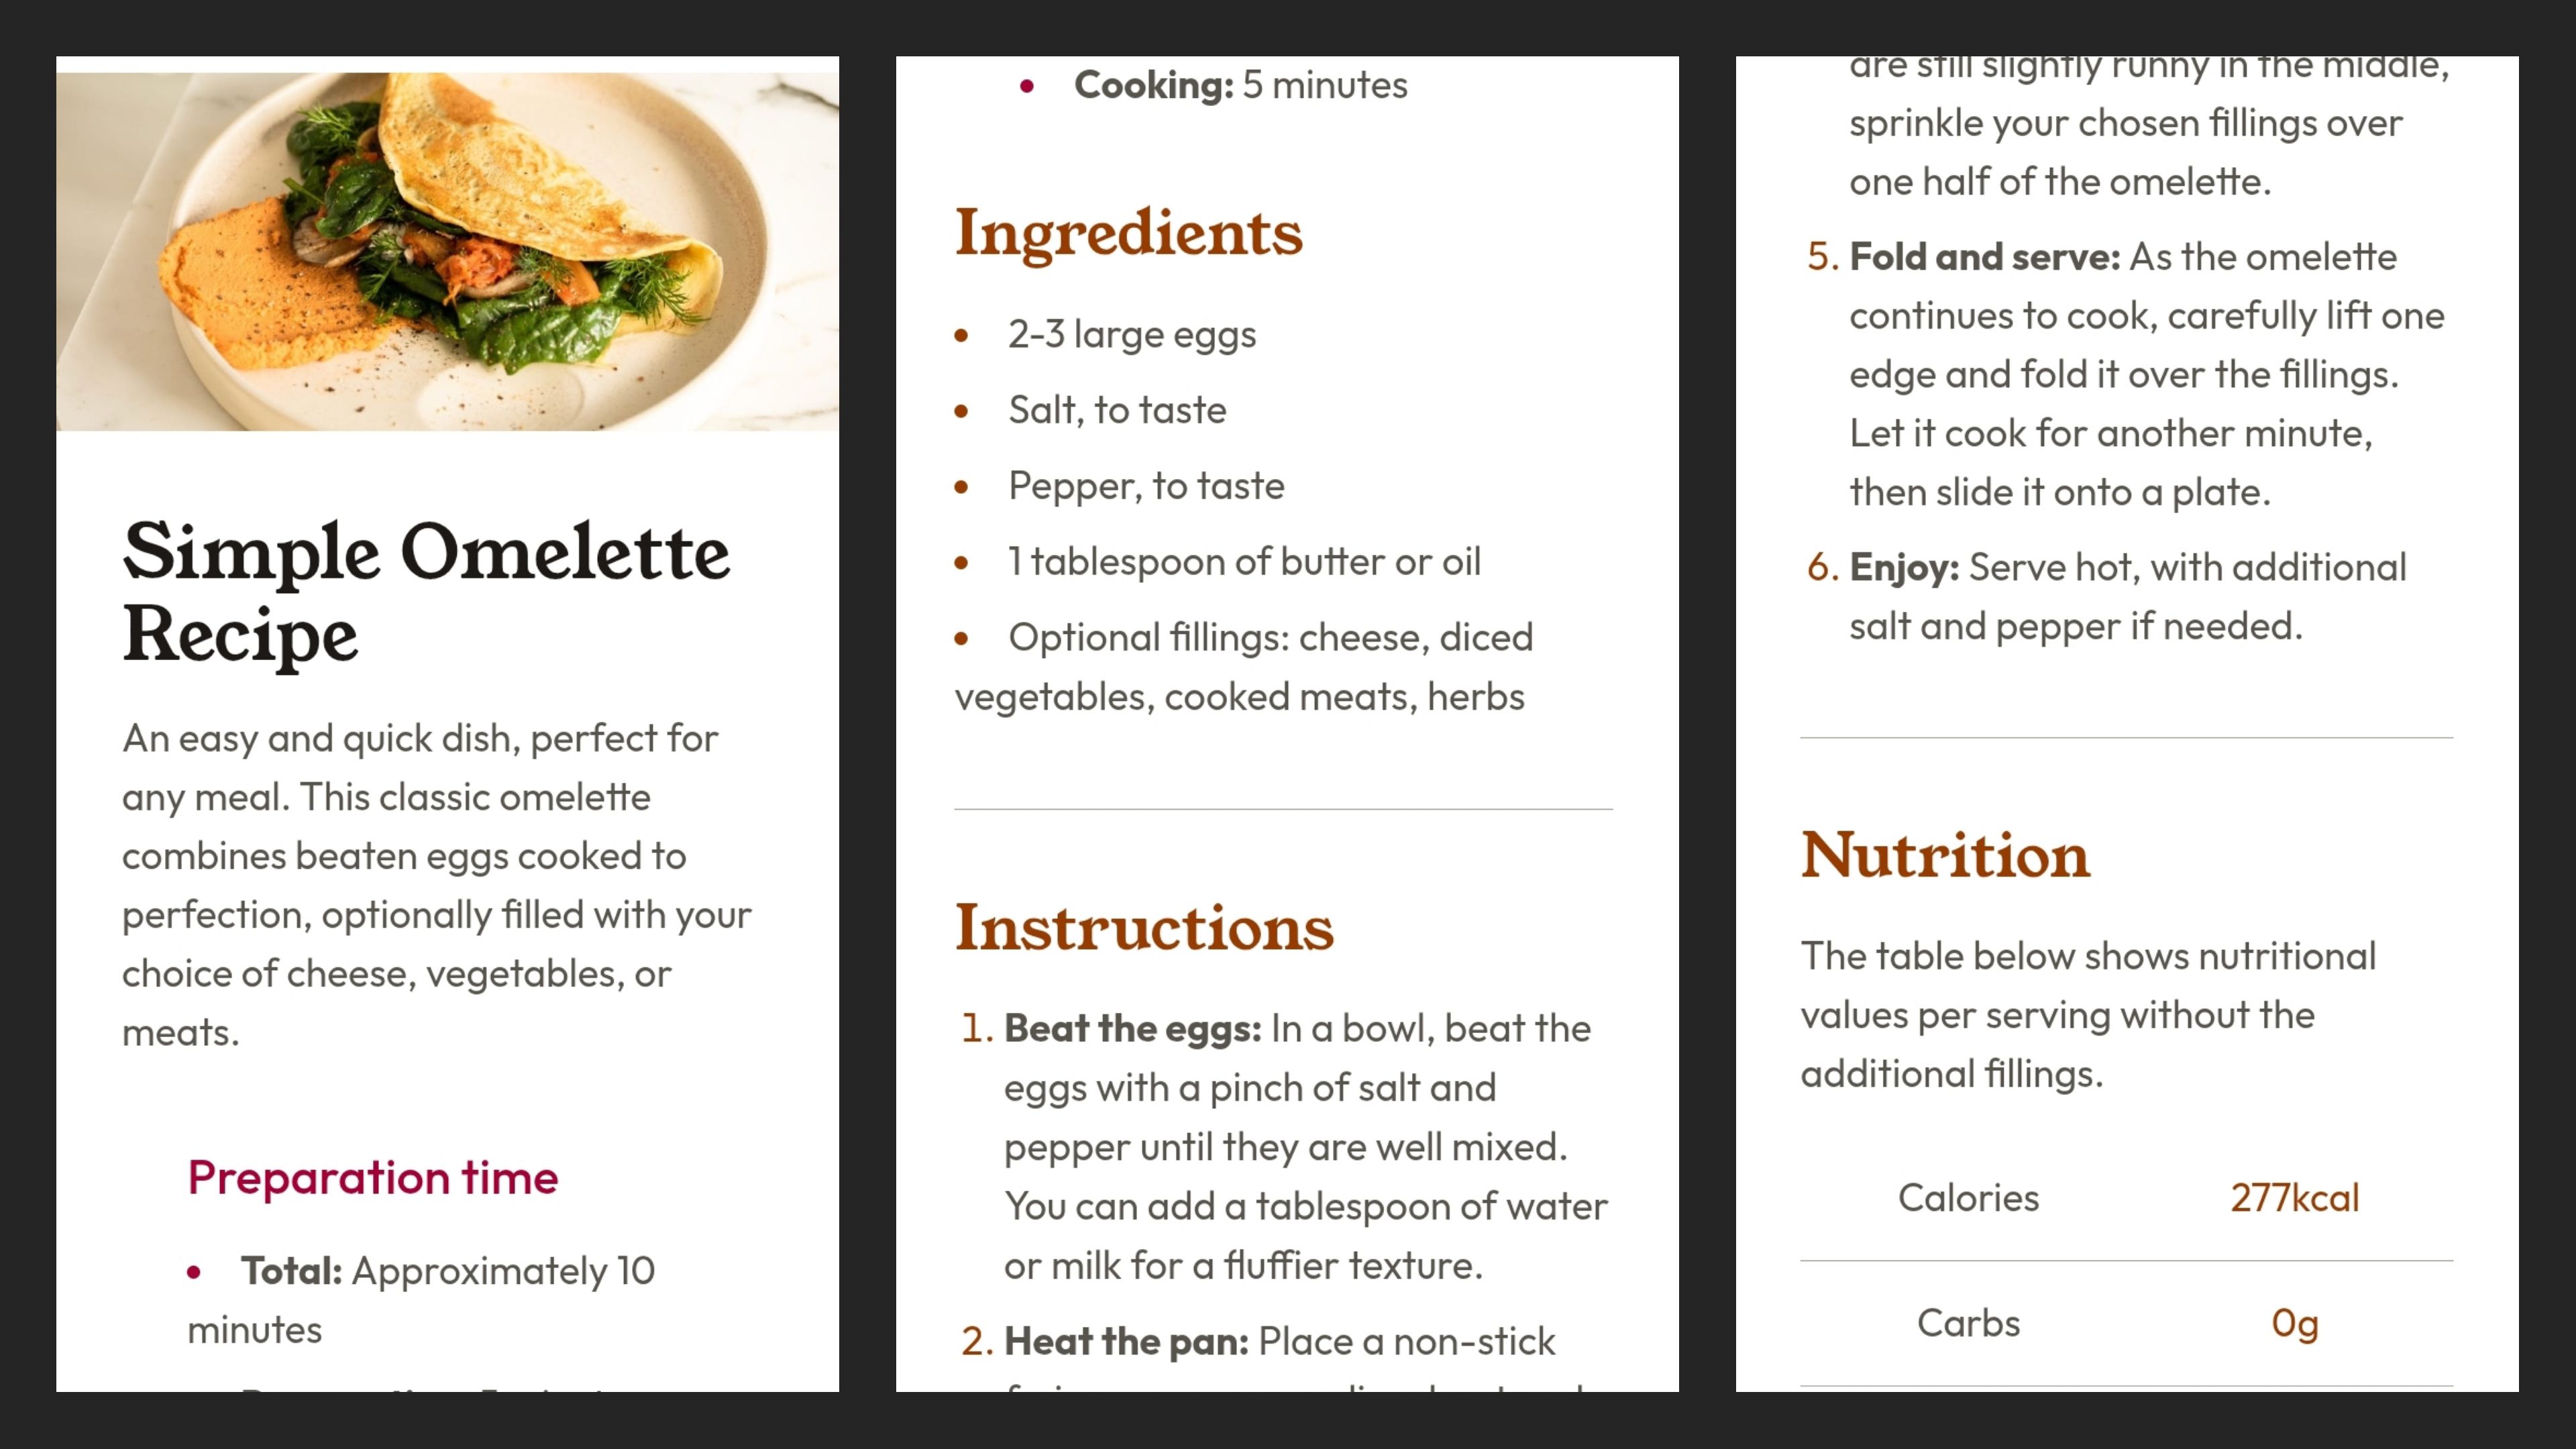 Simple Omelette
Recipe
An easy and quick dish, perfect for
any meal. This classic omelette
combines beaten eggs cooked to
perfection, optionally filled with your
choice of cheese, vegetables, or
meats.
Preparation time
• Total: Approximately 10
minutes
• Cooking: 5 minutes
Ingredients
• 2-3 large eggs
• Salt, to taste
• Pepper, to taste
• 1 tablespoon of butter or oil
• Optional fillings: cheese, diced
vegetables, cooked meats, herbs
Instructions
1. Beat the eggs: In a bowl, beat the
eggs with a pinch of salt and
pepper until they are well mixed.
You can add a tablespoon of water
or milk for a fluffier texture.
2. Heat the pan: Place a non-stick
are still slightly runny in the middle,
sprinkle your chosen fillings over
one half of the omelette.
5. Fold and serve: As the omelette
continues to cook, carefully lift one
edge and fold it over the fillings.
Let it cook for another minute,
then slide it onto a plate.
6. Enjoy: Serve hot, with additional
salt and pepper if needed.
Nutrition
The table below shows nutritional
values per serving without the
additional fillings.
Calories 277kcal
Carbs 0g